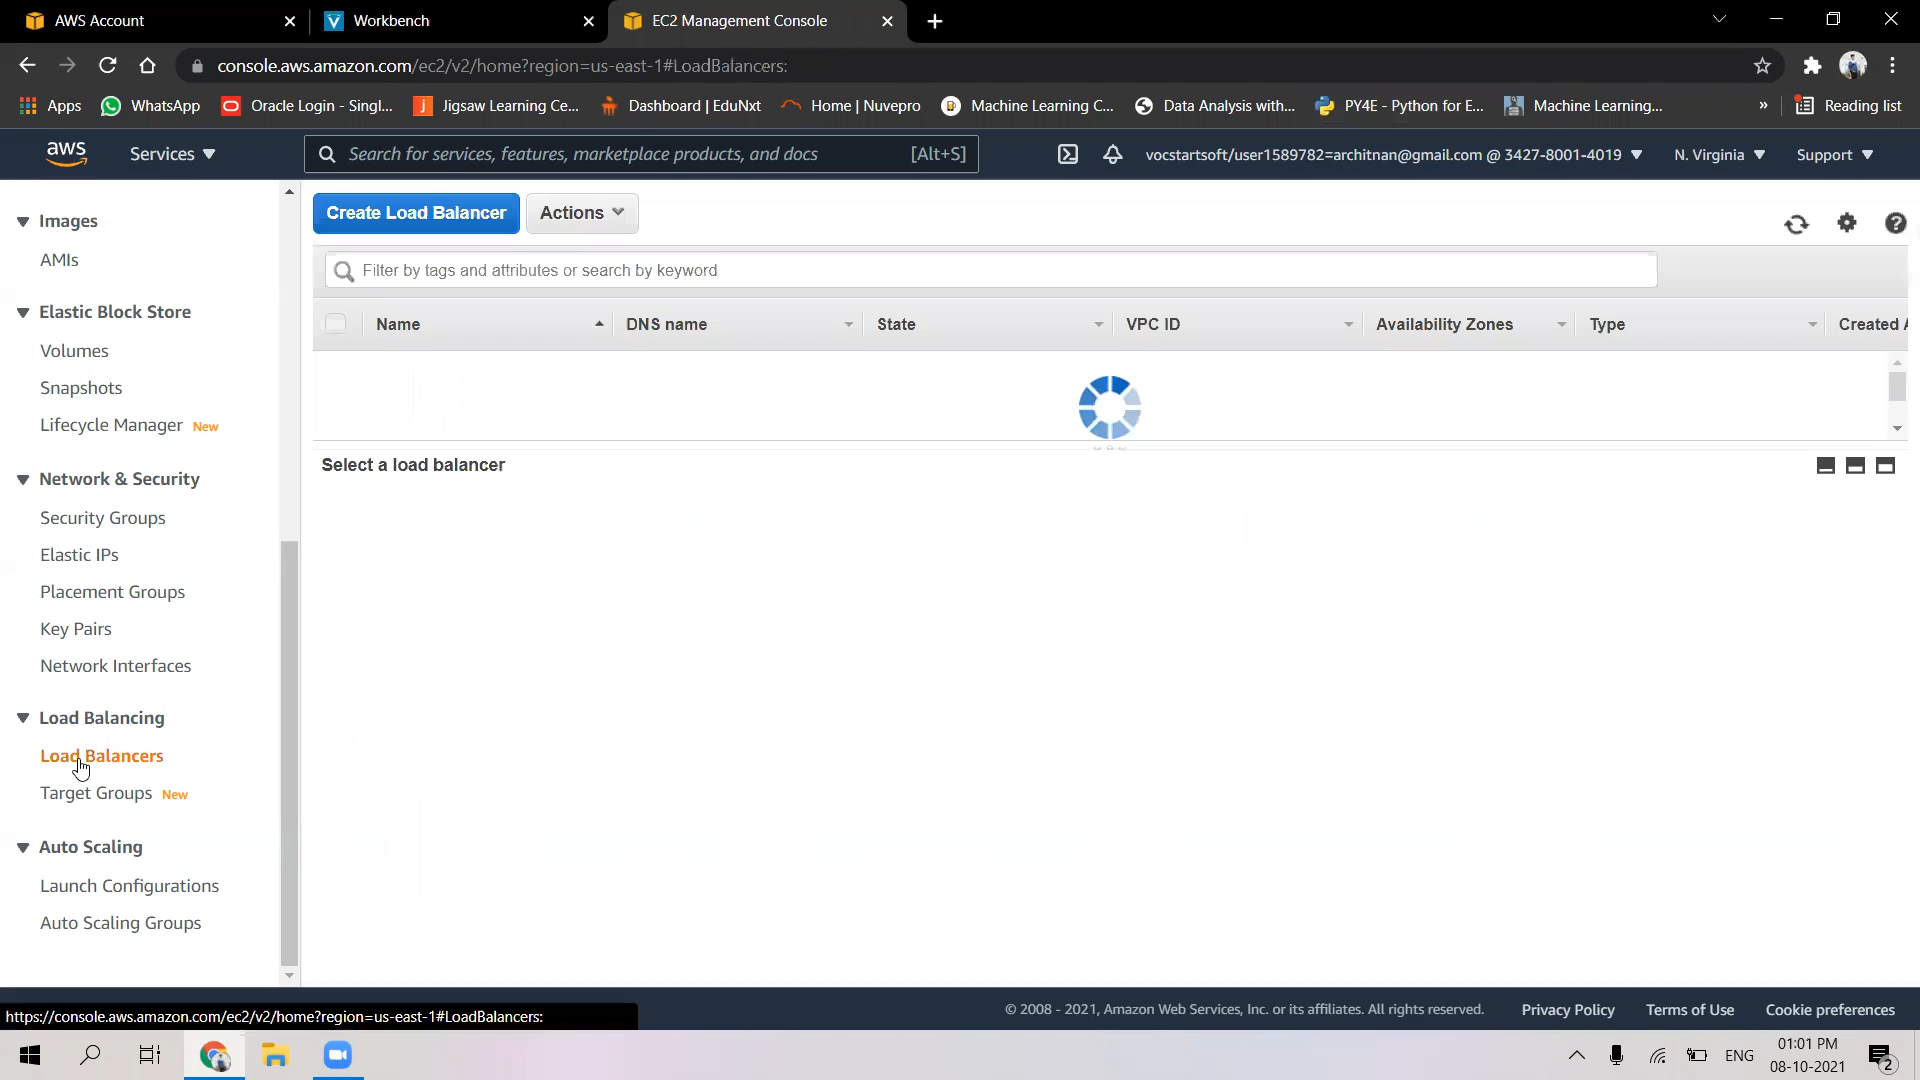 AWS Account
Workbench
EC2 Management Console
console.aws.amazon.com/ec2/v2/home?region=us-east-1#LoadBalancers:
Apps
WhatsApp
Oracle Login - Singl...
Jigsaw Learning Ce...
Dashboard | EduNxt
Home | Nuvepro
Machine Learning C...
Data Analysis with...
PY4E - Python for E...
Machine Learning...
»
Reading list
aws
Services
Search for services, features, marketplace products, and docs
[Alt+S]
vocstartsoft/user1589782=architnan@gmail.com @ 3427-8001-4019
N. Virginia
Support
Images
AMIs
Elastic Block Store
Volumes
Snapshots
Lifecycle Manager New
Network & Security
Security Groups
Elastic IPs
Placement Groups
Key Pairs
Network Interfaces
Load Balancing
Load Balancers
Target Groups New
Auto Scaling
Launch Configurations
Auto Scaling Groups
Create Load Balancer
Actions
Filter by tags and attributes or search by keyword
Name
DNS name
State
VPC ID
Availability Zones
Type
Created A
Select a load balancer
https://console.aws.amazon.com/ec2/v2/home?region=us-east-1#LoadBalancers:
© 2008 - 2021, Amazon Web Services, Inc. or its affiliates. All rights reserved.
Privacy Policy
Terms of Use
Cookie preferences
ENG
01:01 PM
08-10-2021
2